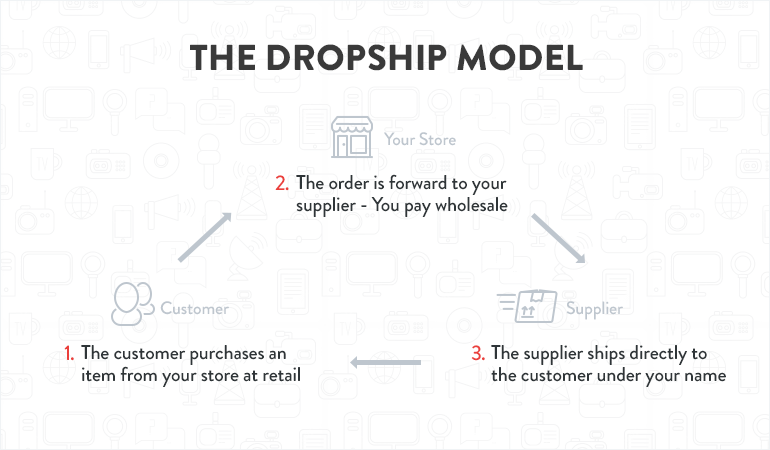 THE DROPSHIP MODEL
Your Store
2. The order is forward to your
supplier - You pay wholesale
Customer
1. The customer purchases an
item from your store at retail
Supplier
3. The supplier ships directly to
the customer under your name